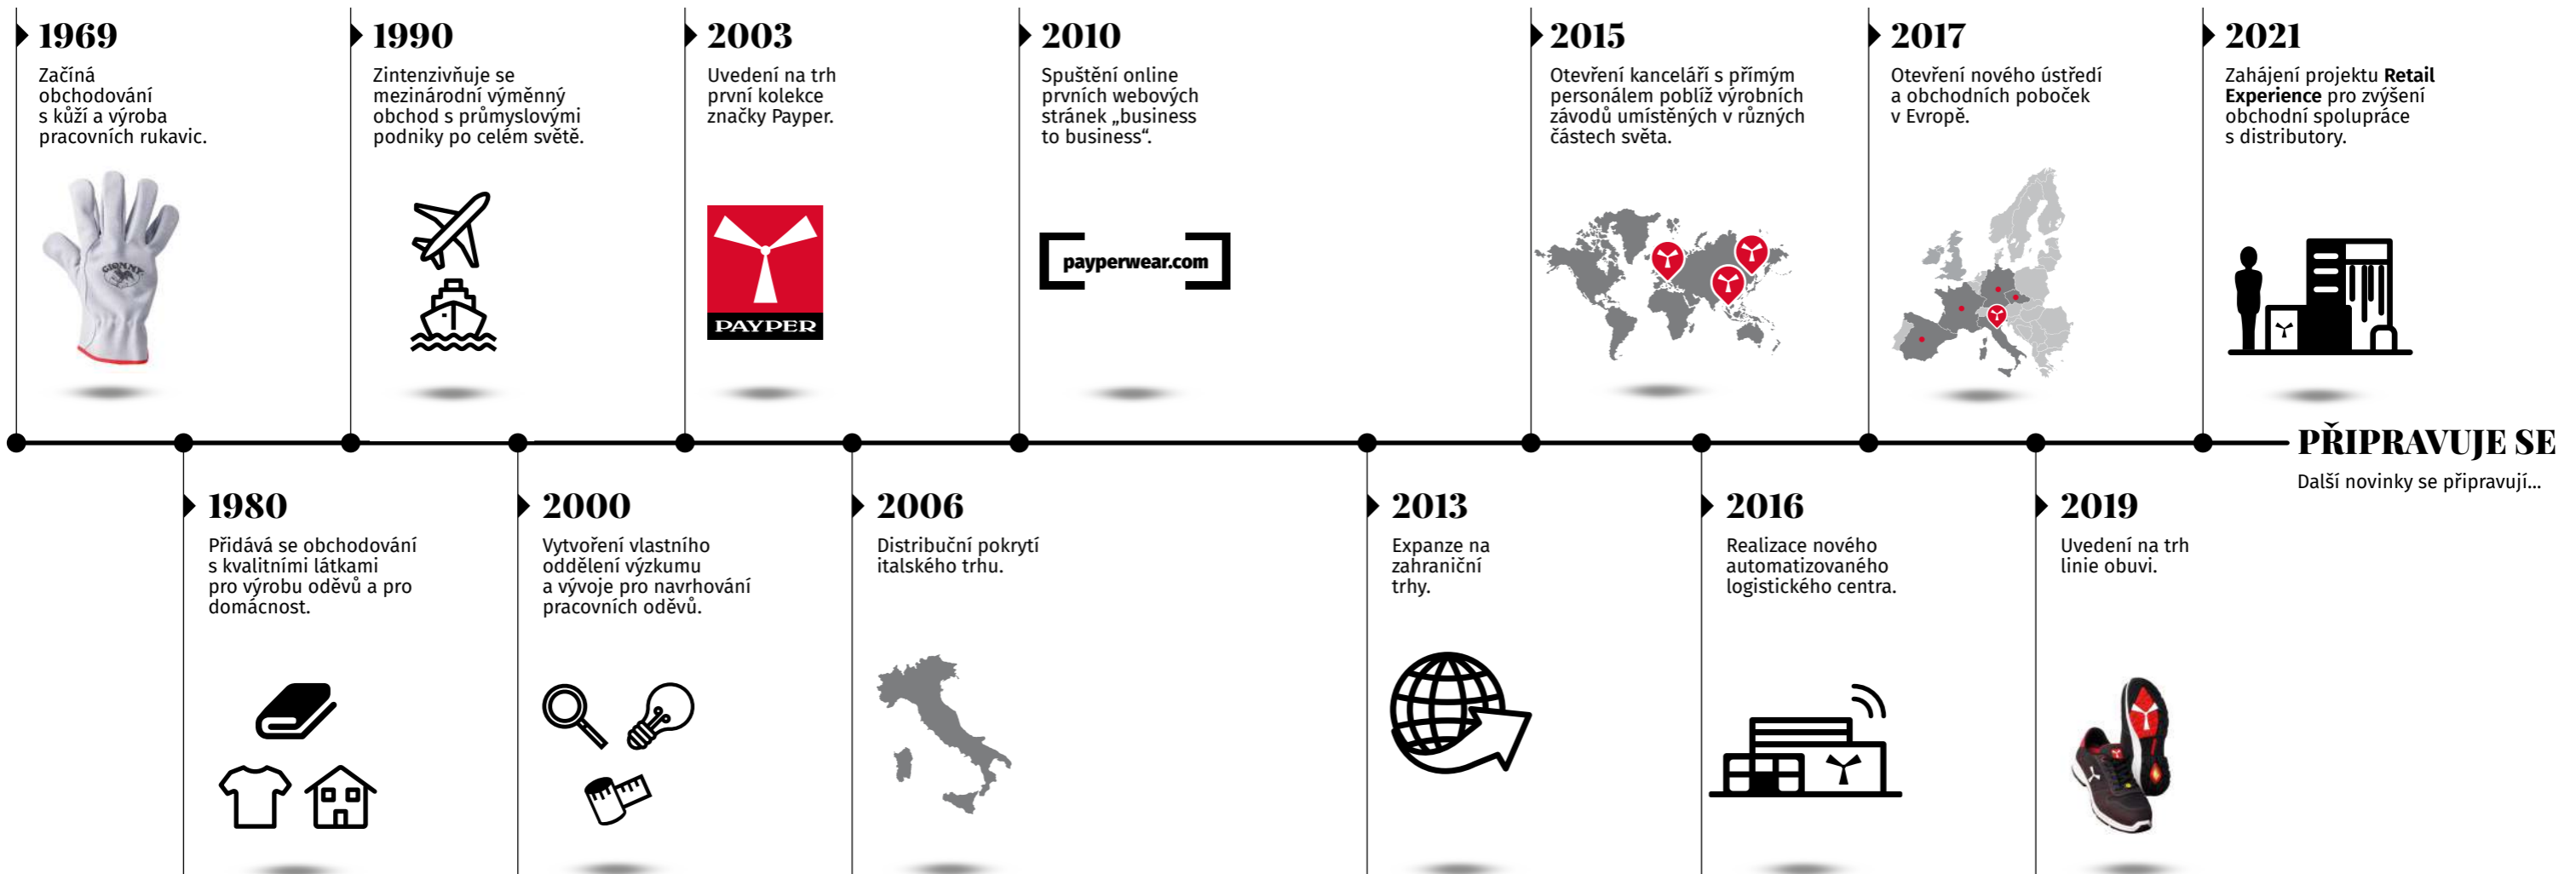 1969
Začíná
obchodování
s kůží a výroba
pracovních rukavic.
GIONNY
1990
Zintenzivňuje se
mezinárodní výměnný
obchod s průmyslovými
podniky po celém světě.
2003
Uvedení na trh
první kolekce
značky Payper.
PAYPER
2010
Spuštění online
prvních webových
stránek „business
to business“.
payperwear.com
2015
Otevření kanceláří s přímým
personálem poblíž výrobních
závodů umístěných v různých
částech světa.
2017
Otevření nového ústředí
a obchodních poboček
v Evropě.
2021
Zahájení projektu Retail
Experience pro zvýšení
obchodní spolupráce
s distributory.
PŘIPRAVUJE SE
Další novinky se připravují...
1980
Přidává se obchodování
s kvalitními látkami
pro výrobu oděvů a pro
domácnost.
2000
Vytvoření vlastního
oddělení výzkumu
a vývoje pro navrhování
pracovních oděvů.
2006
Distribuční pokrytí
italského trhu.
2013
Expanze na
zahraniční
trhy.
2016
Realizace nového
automatizovaného
logistického centra.
2019
Uvedení na trh
linie obuvi.